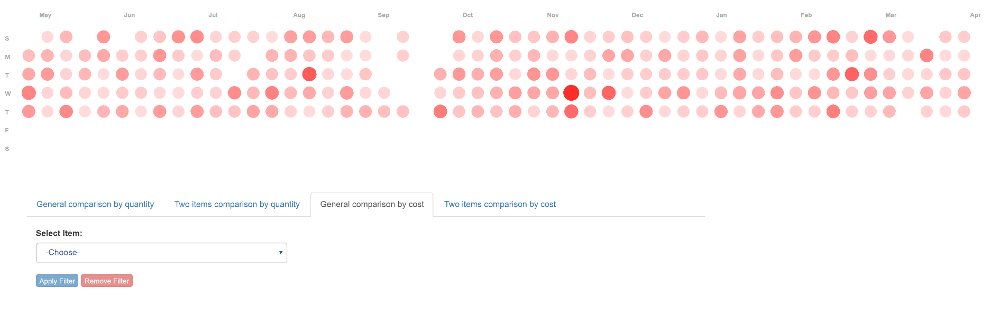 May Jun Jul Aug Sep Oct Nov Dec Jan Feb Mar Apr
S
M
T
W
T
F
S
General comparison by quantity Two items comparison by quantity General comparison by cost Two items comparison by cost
Select Item:
-Choose-
Apply Filter Remove Filter